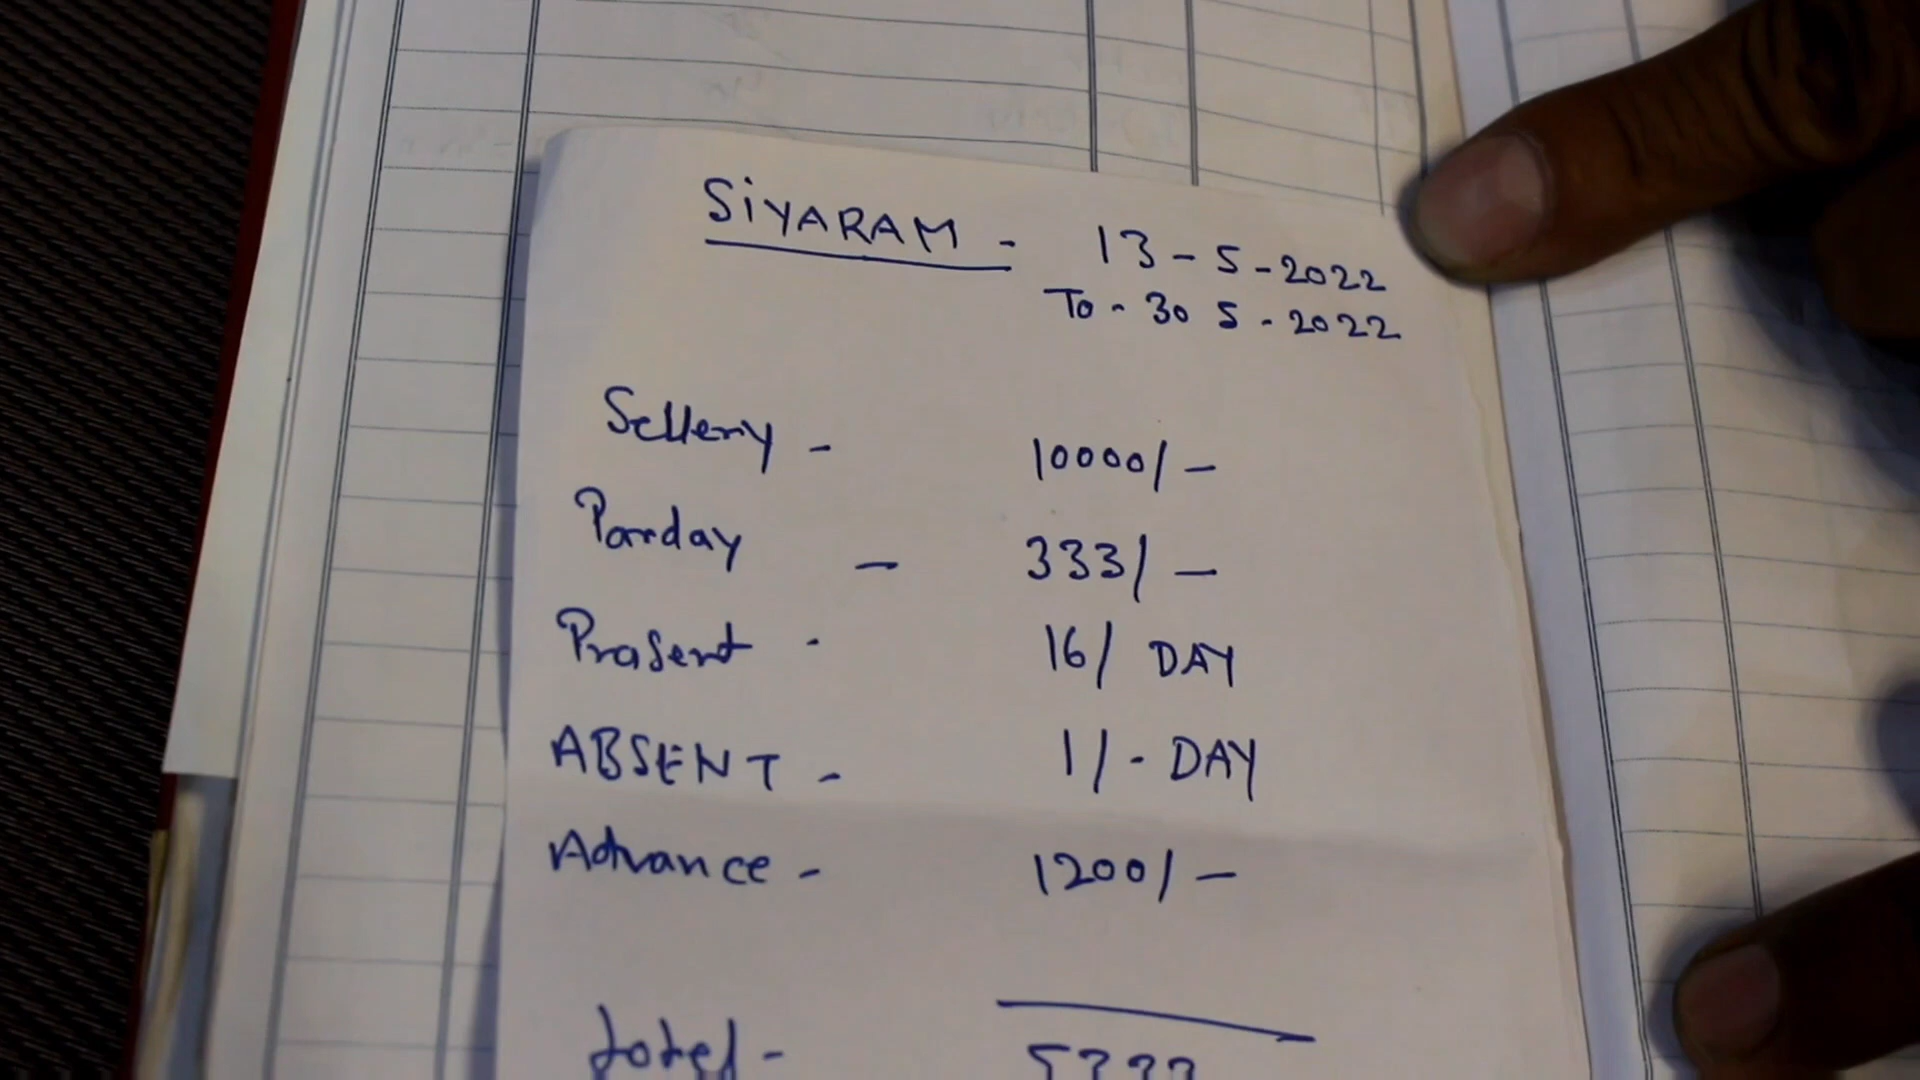 SiYARAM - 13-5-2022
To - 30 5 - 2022
Sellery - 10000/-
Parday - 333/-
Prasent - 16/ DAY
ABSENT - 1/- DAY
Advance - 1200/-
totel -